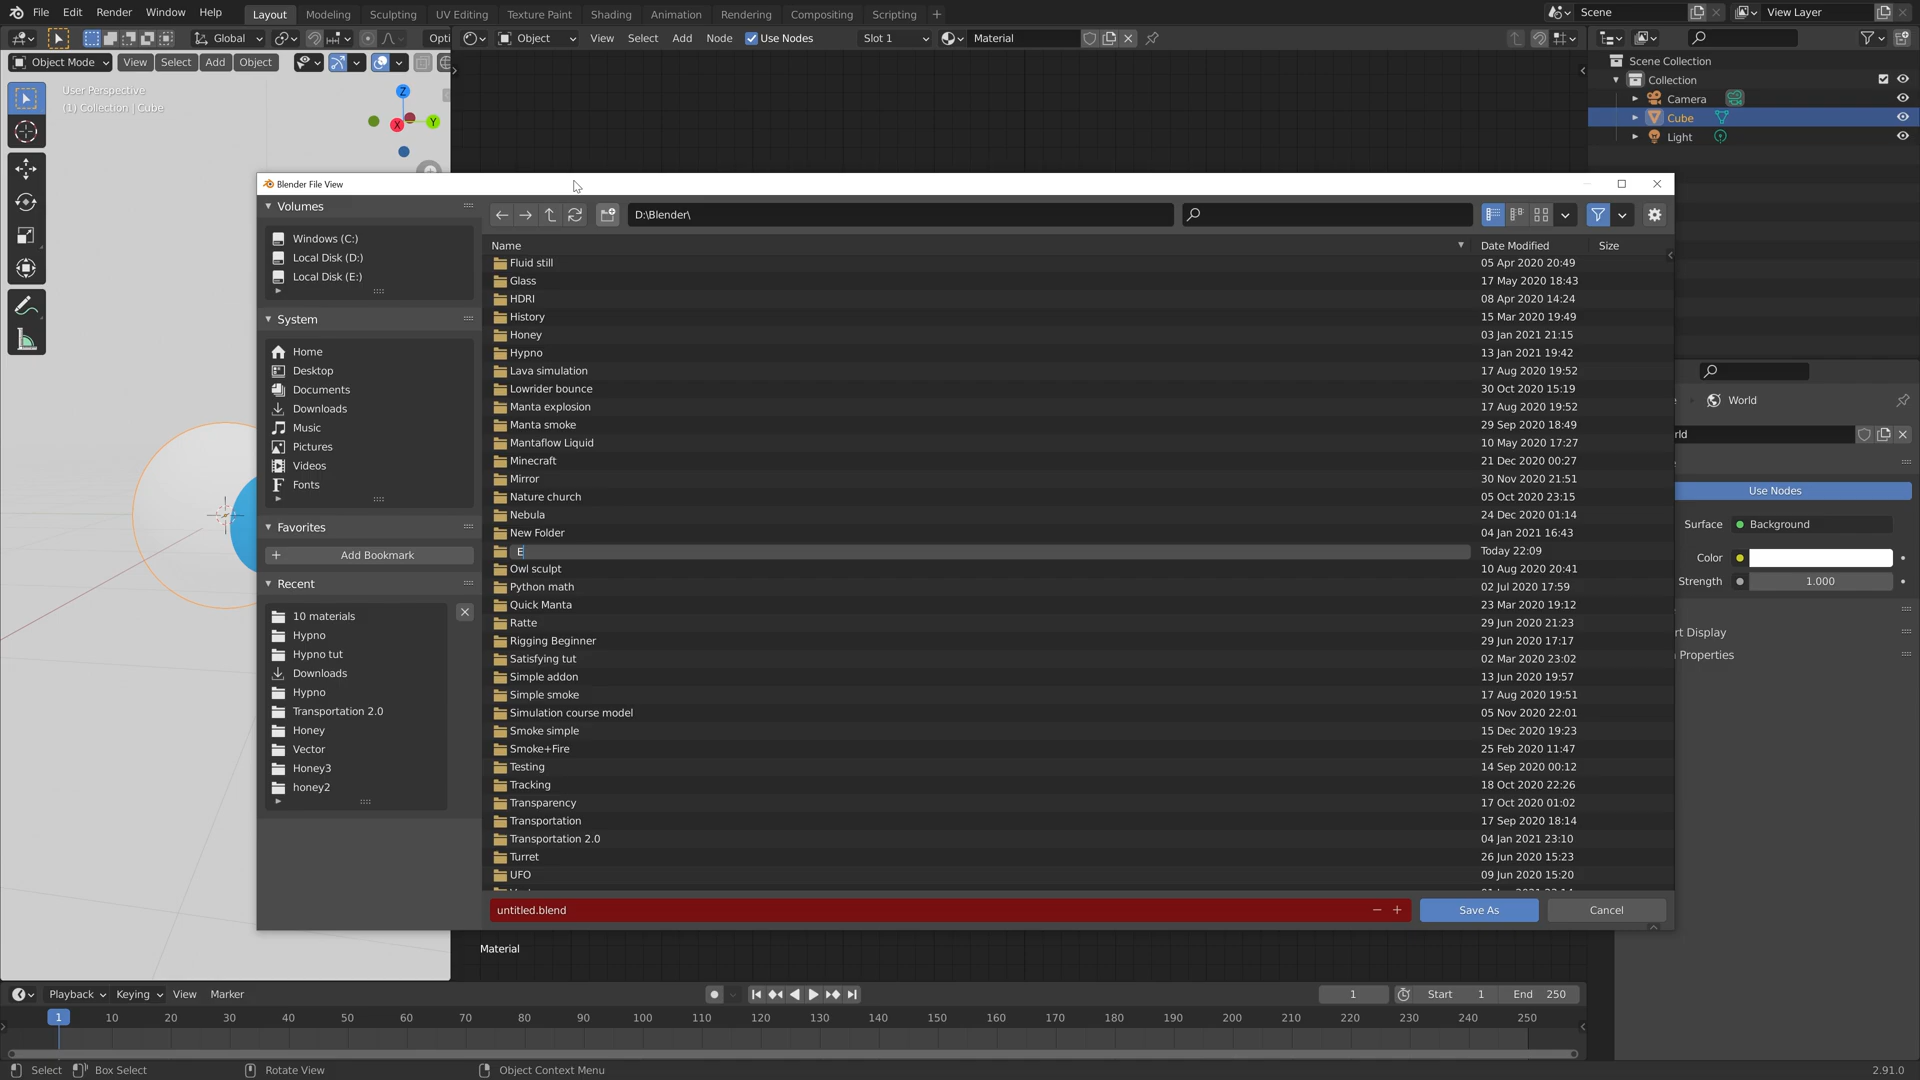 File Edit Render Window Help Layout Modeling Sculpting UV Editing Texture Paint Shading Animation Rendering Compositing Scripting + Scene View Layer
Global Opti Object View Select Add Node Use Nodes Slot 1 Material
Object Mode View Select Add Object
User Perspective
(1) Collection | Cube
Z
X
Y
Scene Collection
Collection
Camera
Cube
Light
Blender File View
Volumes
Windows (C:)
Local Disk (D:)
Local Disk (E:)
System
Home
Desktop
Documents
Downloads
Music
Pictures
Videos
Fonts
Favorites
Add Bookmark
Recent
10 materials
Hypno
Hypno tut
Downloads
Hypno
Transportation 2.0
Honey
Vector
Honey3
honey2
D:\Blender\
Name Date Modified Size
Fluid still 05 Apr 2020 20:49
Glass 17 May 2020 18:43
HDRI 08 Apr 2020 14:24
History 15 Mar 2020 19:49
Honey 03 Jan 2021 21:15
Hypno 13 Jan 2021 19:42
Lava simulation 17 Aug 2020 19:52
Lowrider bounce 30 Oct 2020 15:19
Manta explosion 17 Aug 2020 19:52
Manta smoke 29 Sep 2020 18:49
Mantaflow Liquid 10 May 2020 17:27
Minecraft 21 Dec 2020 00:27
Mirror 30 Nov 2020 21:51
Nature church 05 Oct 2020 23:15
Nebula 24 Dec 2020 01:14
New Folder 04 Jan 2021 16:43
E Today 22:09
Owl sculpt 10 Aug 2020 20:41
Python math 02 Jul 2020 17:59
Quick Manta 23 Mar 2020 19:12
Ratte 29 Jun 2020 21:23
Rigging Beginner 29 Jun 2020 17:17
Satisfying tut 02 Mar 2020 23:02
Simple addon 13 Jun 2020 19:57
Simple smoke 17 Aug 2020 19:51
Simulation course model 05 Nov 2020 22:01
Smoke simple 15 Dec 2020 19:23
Smoke+Fire 25 Feb 2020 11:47
Testing 14 Sep 2020 00:12
Tracking 18 Oct 2020 22:26
Transparency 17 Oct 2020 01:02
Transportation 17 Sep 2020 18:14
Transportation 2.0 04 Jan 2021 23:10
Turret 26 Jun 2020 15:23
UFO 09 Jun 2020 15:20
untitled.blend Save As Cancel
World
rld
Use Nodes
Surface Background
Color
Strength 1.000
rt Display
Properties
Material
Playback Keying View Marker 1 Start 1 End 250
1 10 20 30 40 50 60 70 80 90 100 110 120 130 140 150 160 170 180 190 200 210 220 230 240 250
Select Box Select Rotate View Object Context Menu 2.91.0